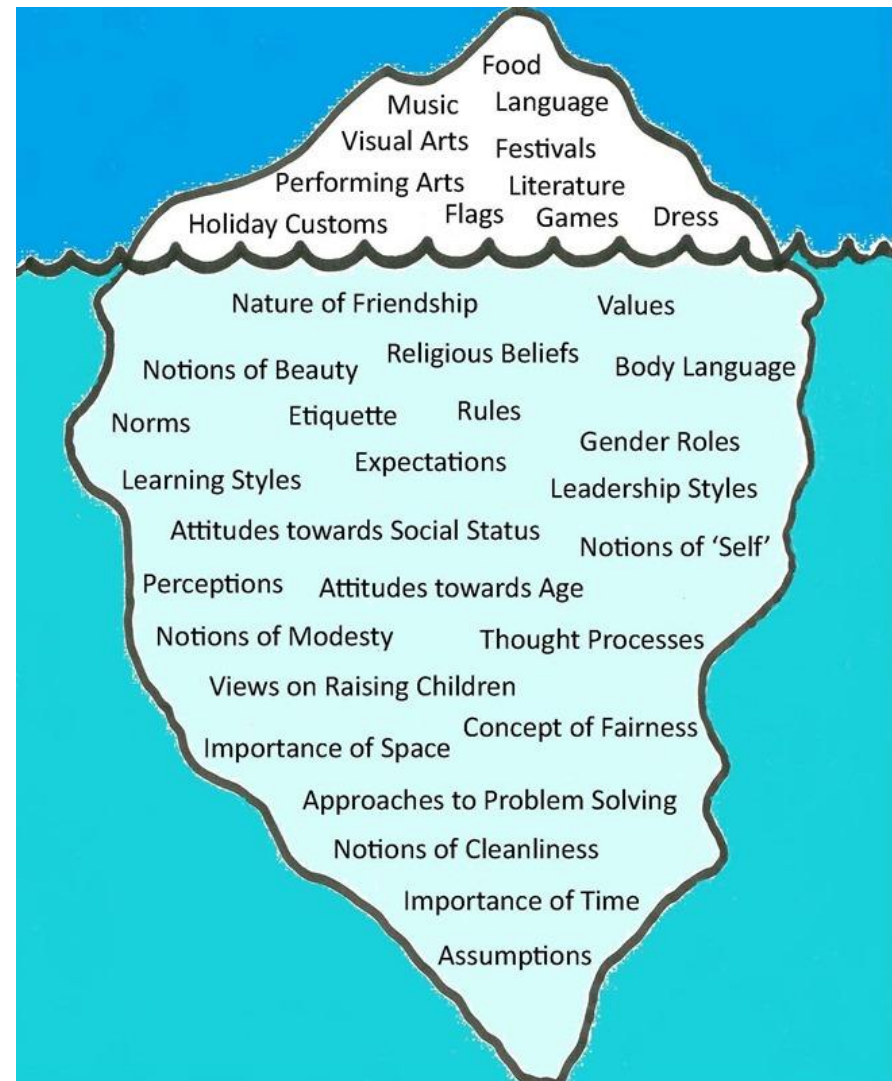 Food
Music Language
Visual Arts Festivals
Performing Arts Literature
Holiday Customs Flags Games Dress
Nature of Friendship Values
Notions of Beauty Religious Beliefs Body Language
Norms Etiquette Rules
Gender Roles
Learning Styles Expectations Leadership Styles
Attitudes towards Social Status
Notions of ‘Self’
Perceptions Attitudes towards Age
Notions of Modesty Thought Processes
Views on Raising Children
Importance of Space Concept of Fairness
Approaches to Problem Solving
Notions of Cleanliness
Importance of Time
Assumptions